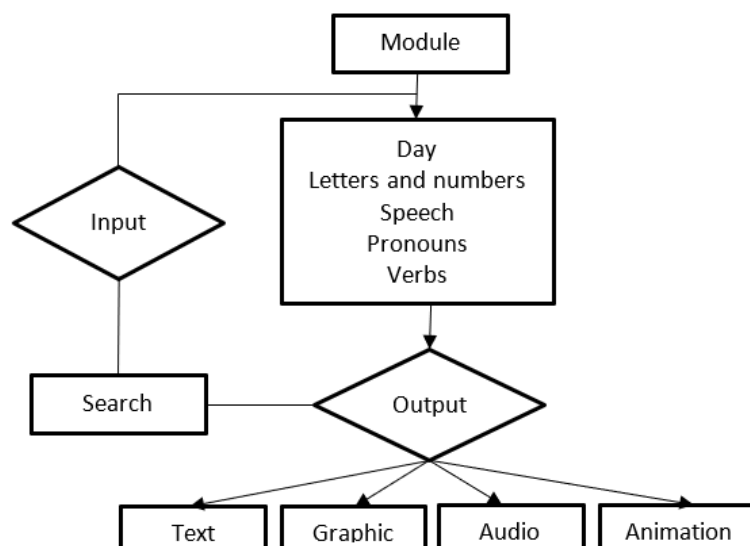 Module
Day
Letters and numbers
Speech
Pronouns
Verbs
Input
Search
Output
Text
Graphic
Audio
Animation